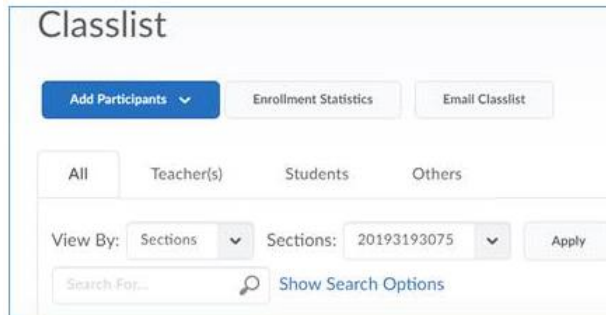 Classlist
Add Participants Enrollment Statistics Email Classlist
All Teacher(s) Students Others
View By: Sections Sections: 20193193075 Apply
Search For... Show Search Options